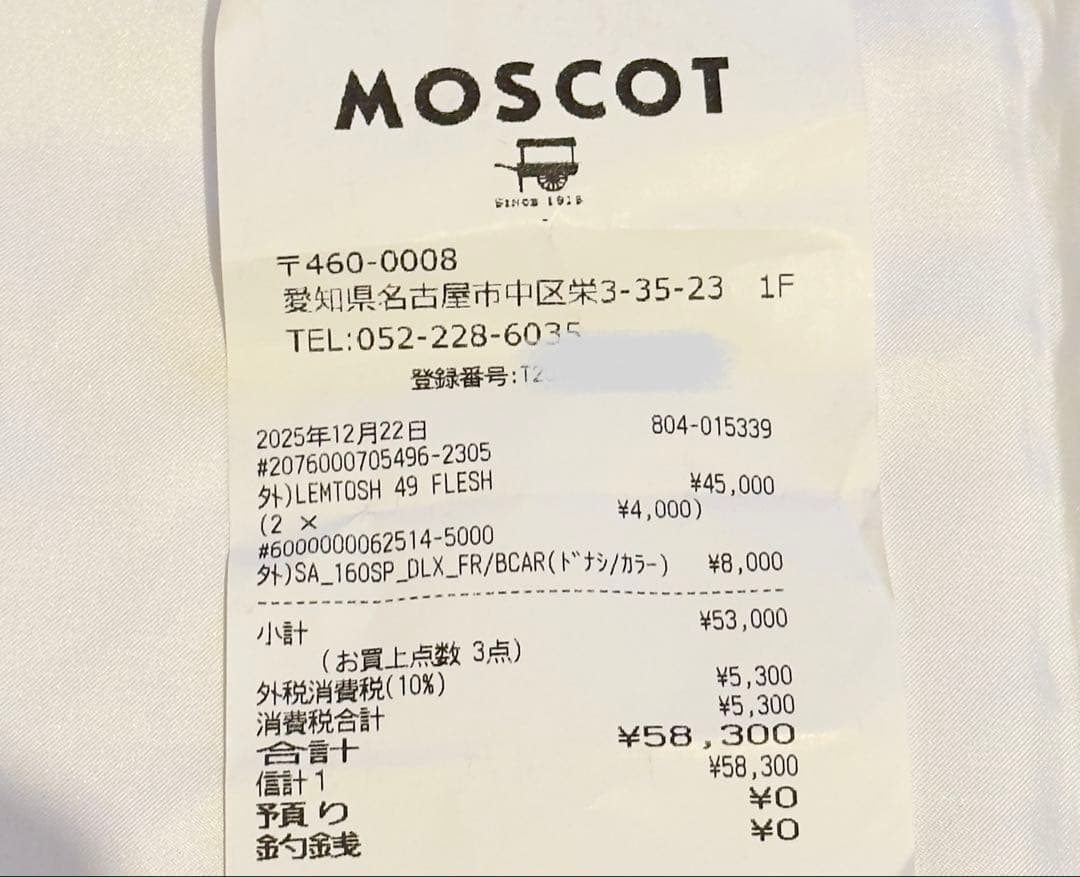 MOSCOT
SINCE 1915
〒460-0008
愛知県名古屋市中区栄3-35-23 1F
TEL:052-228-6035
登録番号:T2
2025年12月22日 804-015339
#2076000705496-2305
外)LEMTOSH 49 FLESH ¥45,000
(2 × ¥4,000)
#6000000062514-5000
外)SA_160SP_DLX_FR/BCAR(ドナシ/カラー) ¥8,000
小計 ¥53,000
(お買上点数 3点)
外税消費税(10%) ¥5,300
消費税合計 ¥5,300
合計 ¥58,300
信計1 ¥58,300
預り ¥0
釣銭 ¥0